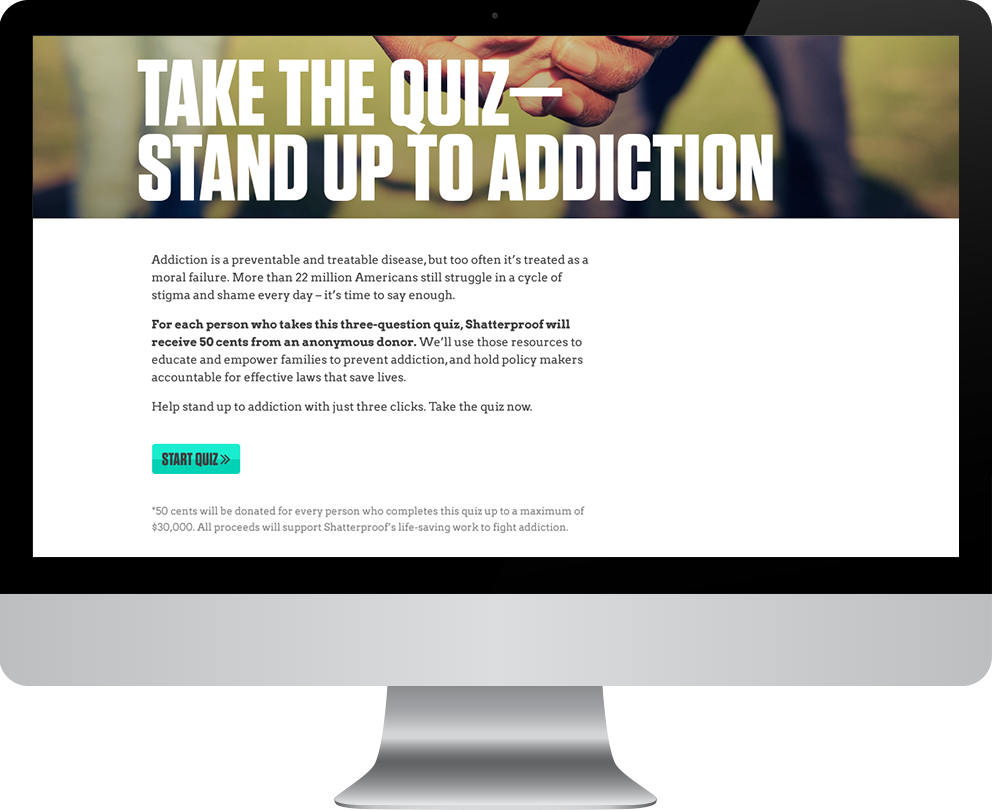 TAKE THE QUIZ—
STAND UP TO ADDICTION
Addiction is a preventable and treatable disease, but too often it’s treated as a
moral failure. More than 22 million Americans still struggle in a cycle of
stigma and shame every day – it’s time to say enough.
For each person who takes this three-question quiz, Shatterproof will
receive 50 cents from an anonymous donor. We’ll use those resources to
educate and empower families to prevent addiction, and hold policy makers
accountable for effective laws that save lives.
Help stand up to addiction with just three clicks. Take the quiz now.
START QUIZ »
*50 cents will be donated for every person who completes this quiz up to a maximum of
$30,000. All proceeds will support Shatterproof’s life-saving work to fight addiction.